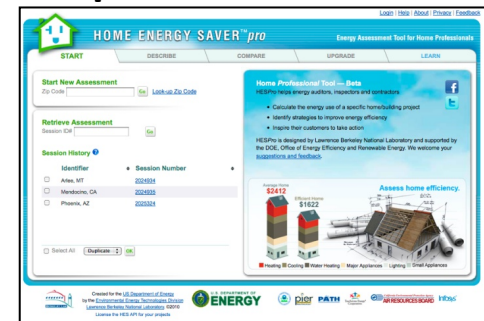 Login | Help | About | Privacy | Feedback
HOME ENERGY SAVER™pro
Energy Assessment Tool for Home Professionals
START
DESCRIBE
COMPARE
UPGRADE
LEARN
Start New Assessment
Zip Code
Go
Look-up Zip Code
Retrieve Assessment
Session ID#
Go
Session History
Identifier
Session Number
Artes, MT
2024934
Mendocino, CA
2024935
Phoenix, AZ
2025324
Select All
Duplicate
GO
Home Professional Tool — Beta
HESPro helps energy auditors, inspectors and contractors
• Calculate the energy use of a specific home/building project
• Identify strategies to improve energy efficiency
• Inspire their customers to take action
HESPro is designed by Lawrence Berkeley National Laboratory and supported by
the DOE, Office of Energy Efficiency and Renewable Energy. We welcome your
suggestions and feedback.
Average Home
$2412
Efficient Home
$1622
Assess home efficiency.
Heating Cooling Water Heating Major Appliances Lighting Small Appliances
Created for the US Department of Energy
by the Environmental Energy Technologies Division
Lawrence Berkeley National Laboratory ©2010
License the HES API for your projects
U.S. DEPARTMENT OF
ENERGY
pier
PATH
AIR RESOURCES BOARD